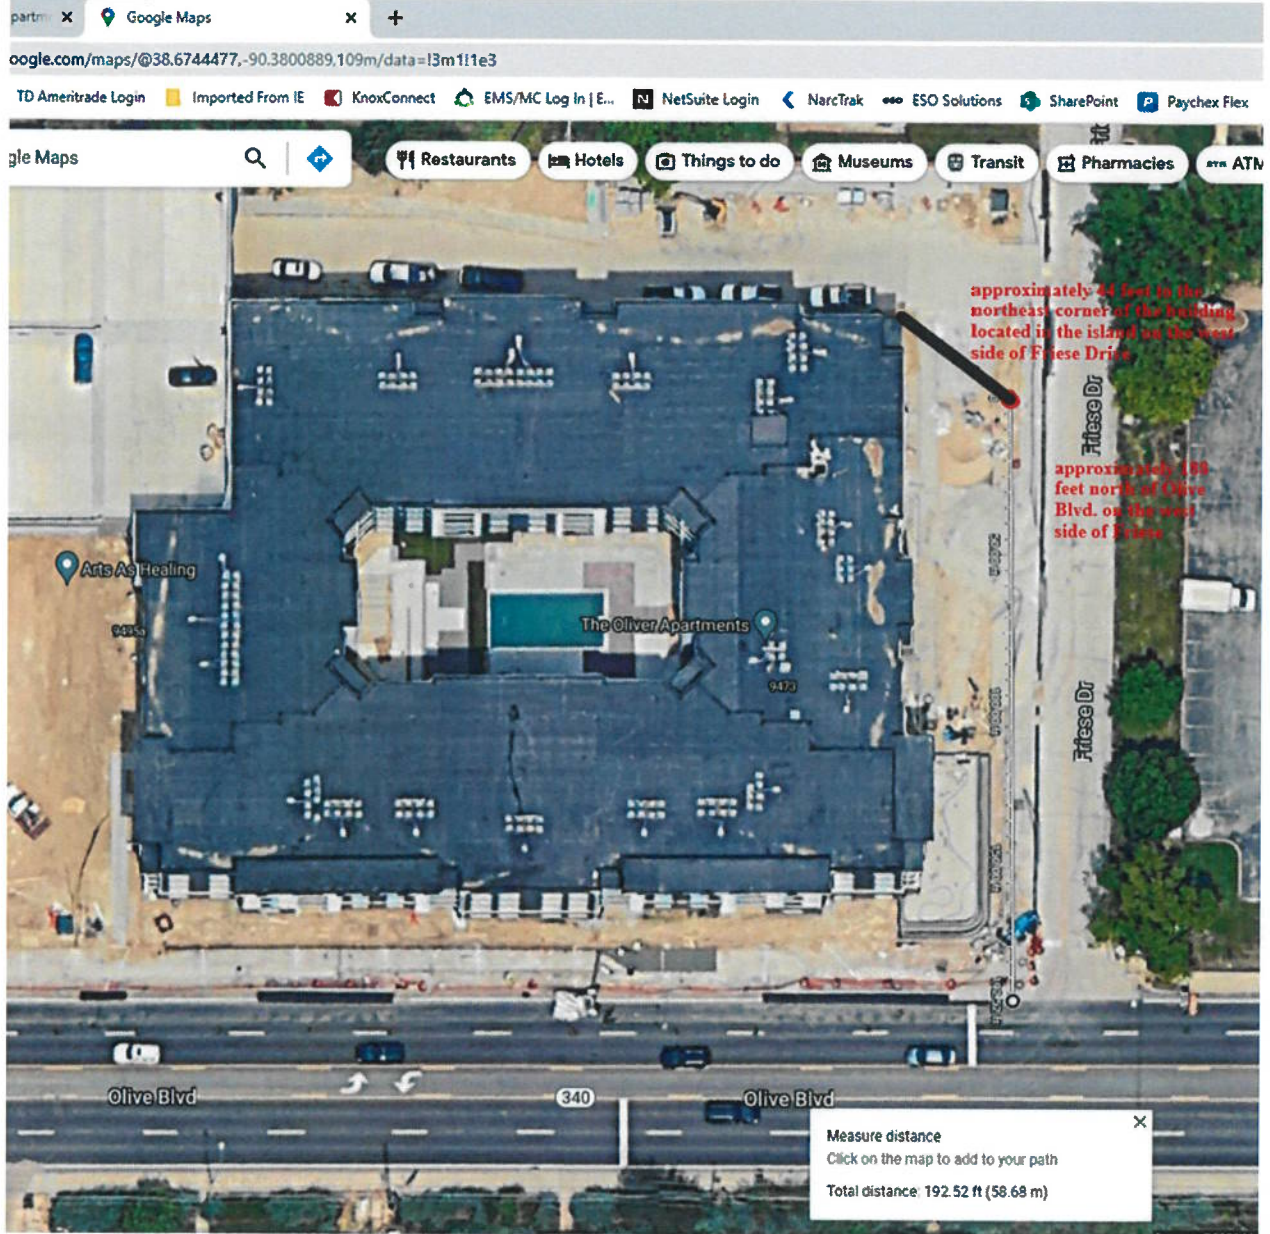 partm
Google Maps
oogle.com/maps/@38.6744477,-90.3800889,109m/data=!3m1!1e3
TD Ameritrade Login Imported From IE KnoxConnect EMS/MC Log In | E... NetSuite Login NarcTrak ESO Solutions SharePoint Paychex Flex
gle Maps
Restaurants Hotels Things to do Museums Transit Pharmacies ATM
approximately 44 feet to the
northeast corner of the building
located in the island on the west
side of Friese Drive
Friese Dr
approximately 188
feet north of Olive
Blvd. on the west
side of Friese
Arts As Healing
The Oliver Apartments
9473
Friese Dr
Olive Blvd
340
Olive Blvd
Measure distance
Click on the map to add to your path
Total distance: 192.52 ft (58.68 m)